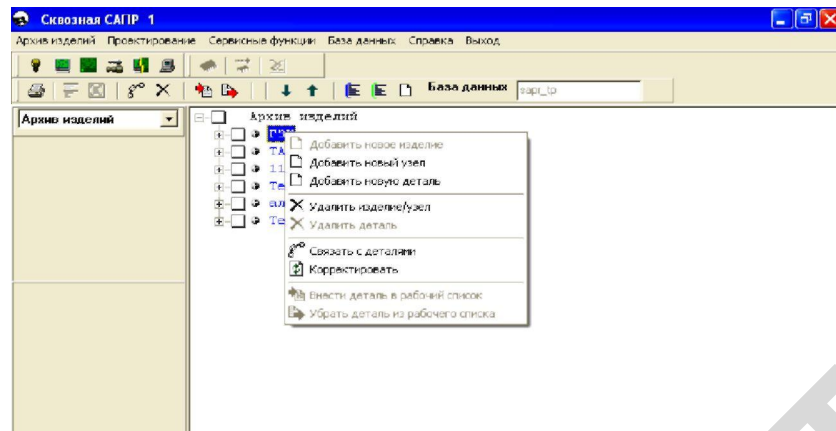 Сквозная САПР 1
Архив изделий Проектирование Сервисные функции База данных Справка Выход
База данных sapr_tp
Архив изделий
Архив изделий
Добавить новое изделие
Добавить новый узел
Добавить новую деталь
Удалить изделие/узел
Удалить деталь
Связать с деталями
Корректировать
Внести деталь в рабочий список
Убрать деталь из рабочего списка